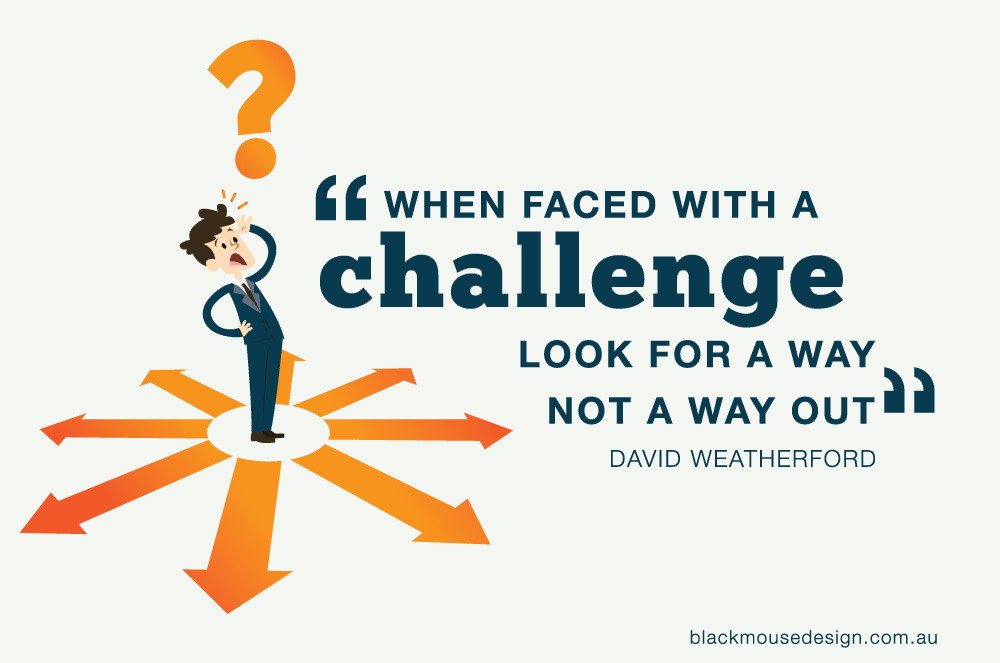 ?
“WHEN FACED WITH A
challenge
LOOK FOR A WAY
NOT A WAY OUT”
DAVID WEATHERFORD
blackmousedesign.com.au